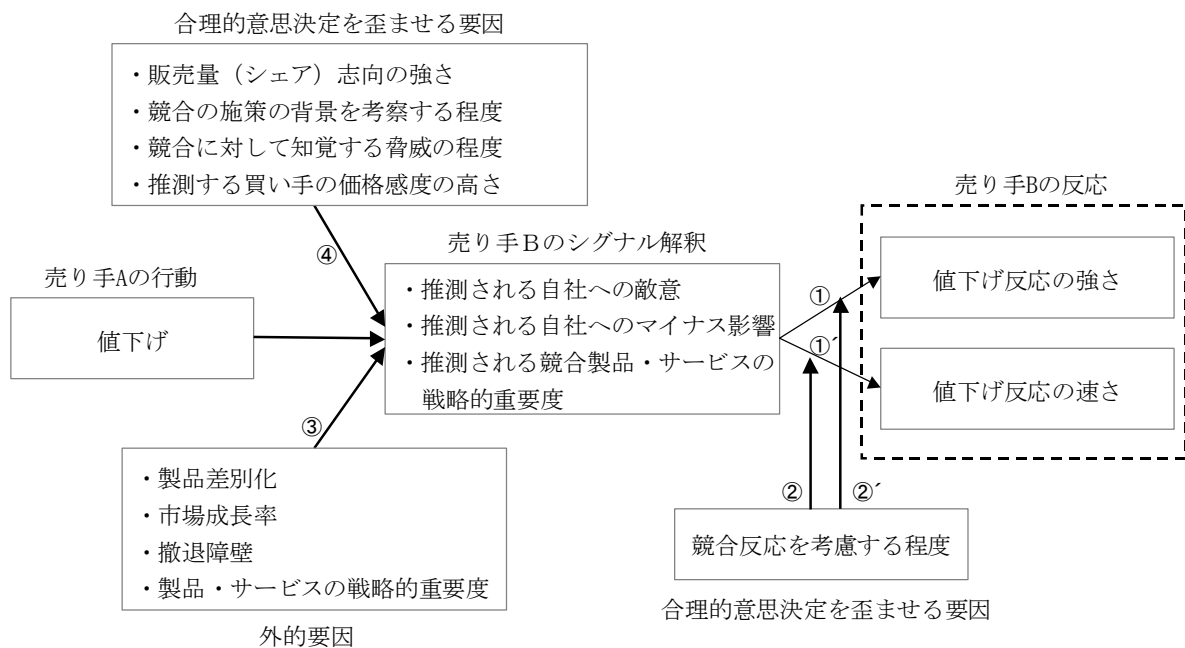 合理的意思決定を歪ませる要因
・販売量（シェア）志向の強さ
・競合の施策の背景を考察する程度
・競合に対して知覚する脅威の程度
・推測する買い手の価格感度の高さ
④
売り手Aの行動
値下げ
売り手Ｂのシグナル解釈
・推測される自社への敵意
・推測される自社へのマイナス影響
・推測される競合製品・サービスの
戦略的重要度
売り手Bの反応
①
値下げ反応の強さ
①´
値下げ反応の速さ
③
・製品差別化
・市場成長率
・撤退障壁
・製品・サービスの戦略的重要度
外的要因
②
②´
競合反応を考慮する程度
合理的意思決定を歪ませる要因